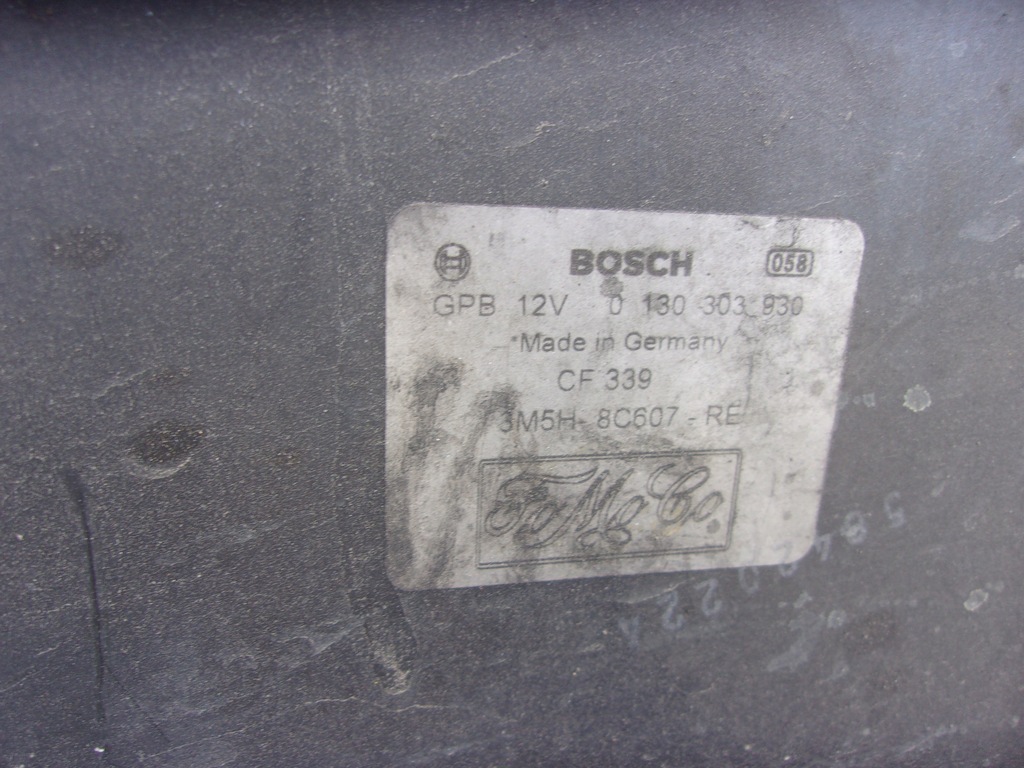 BOSCH 058
GPB 12V 0 130 303 930
Made in Germany
CF 339
3M5H- 8C607 - RE
FoMoCo